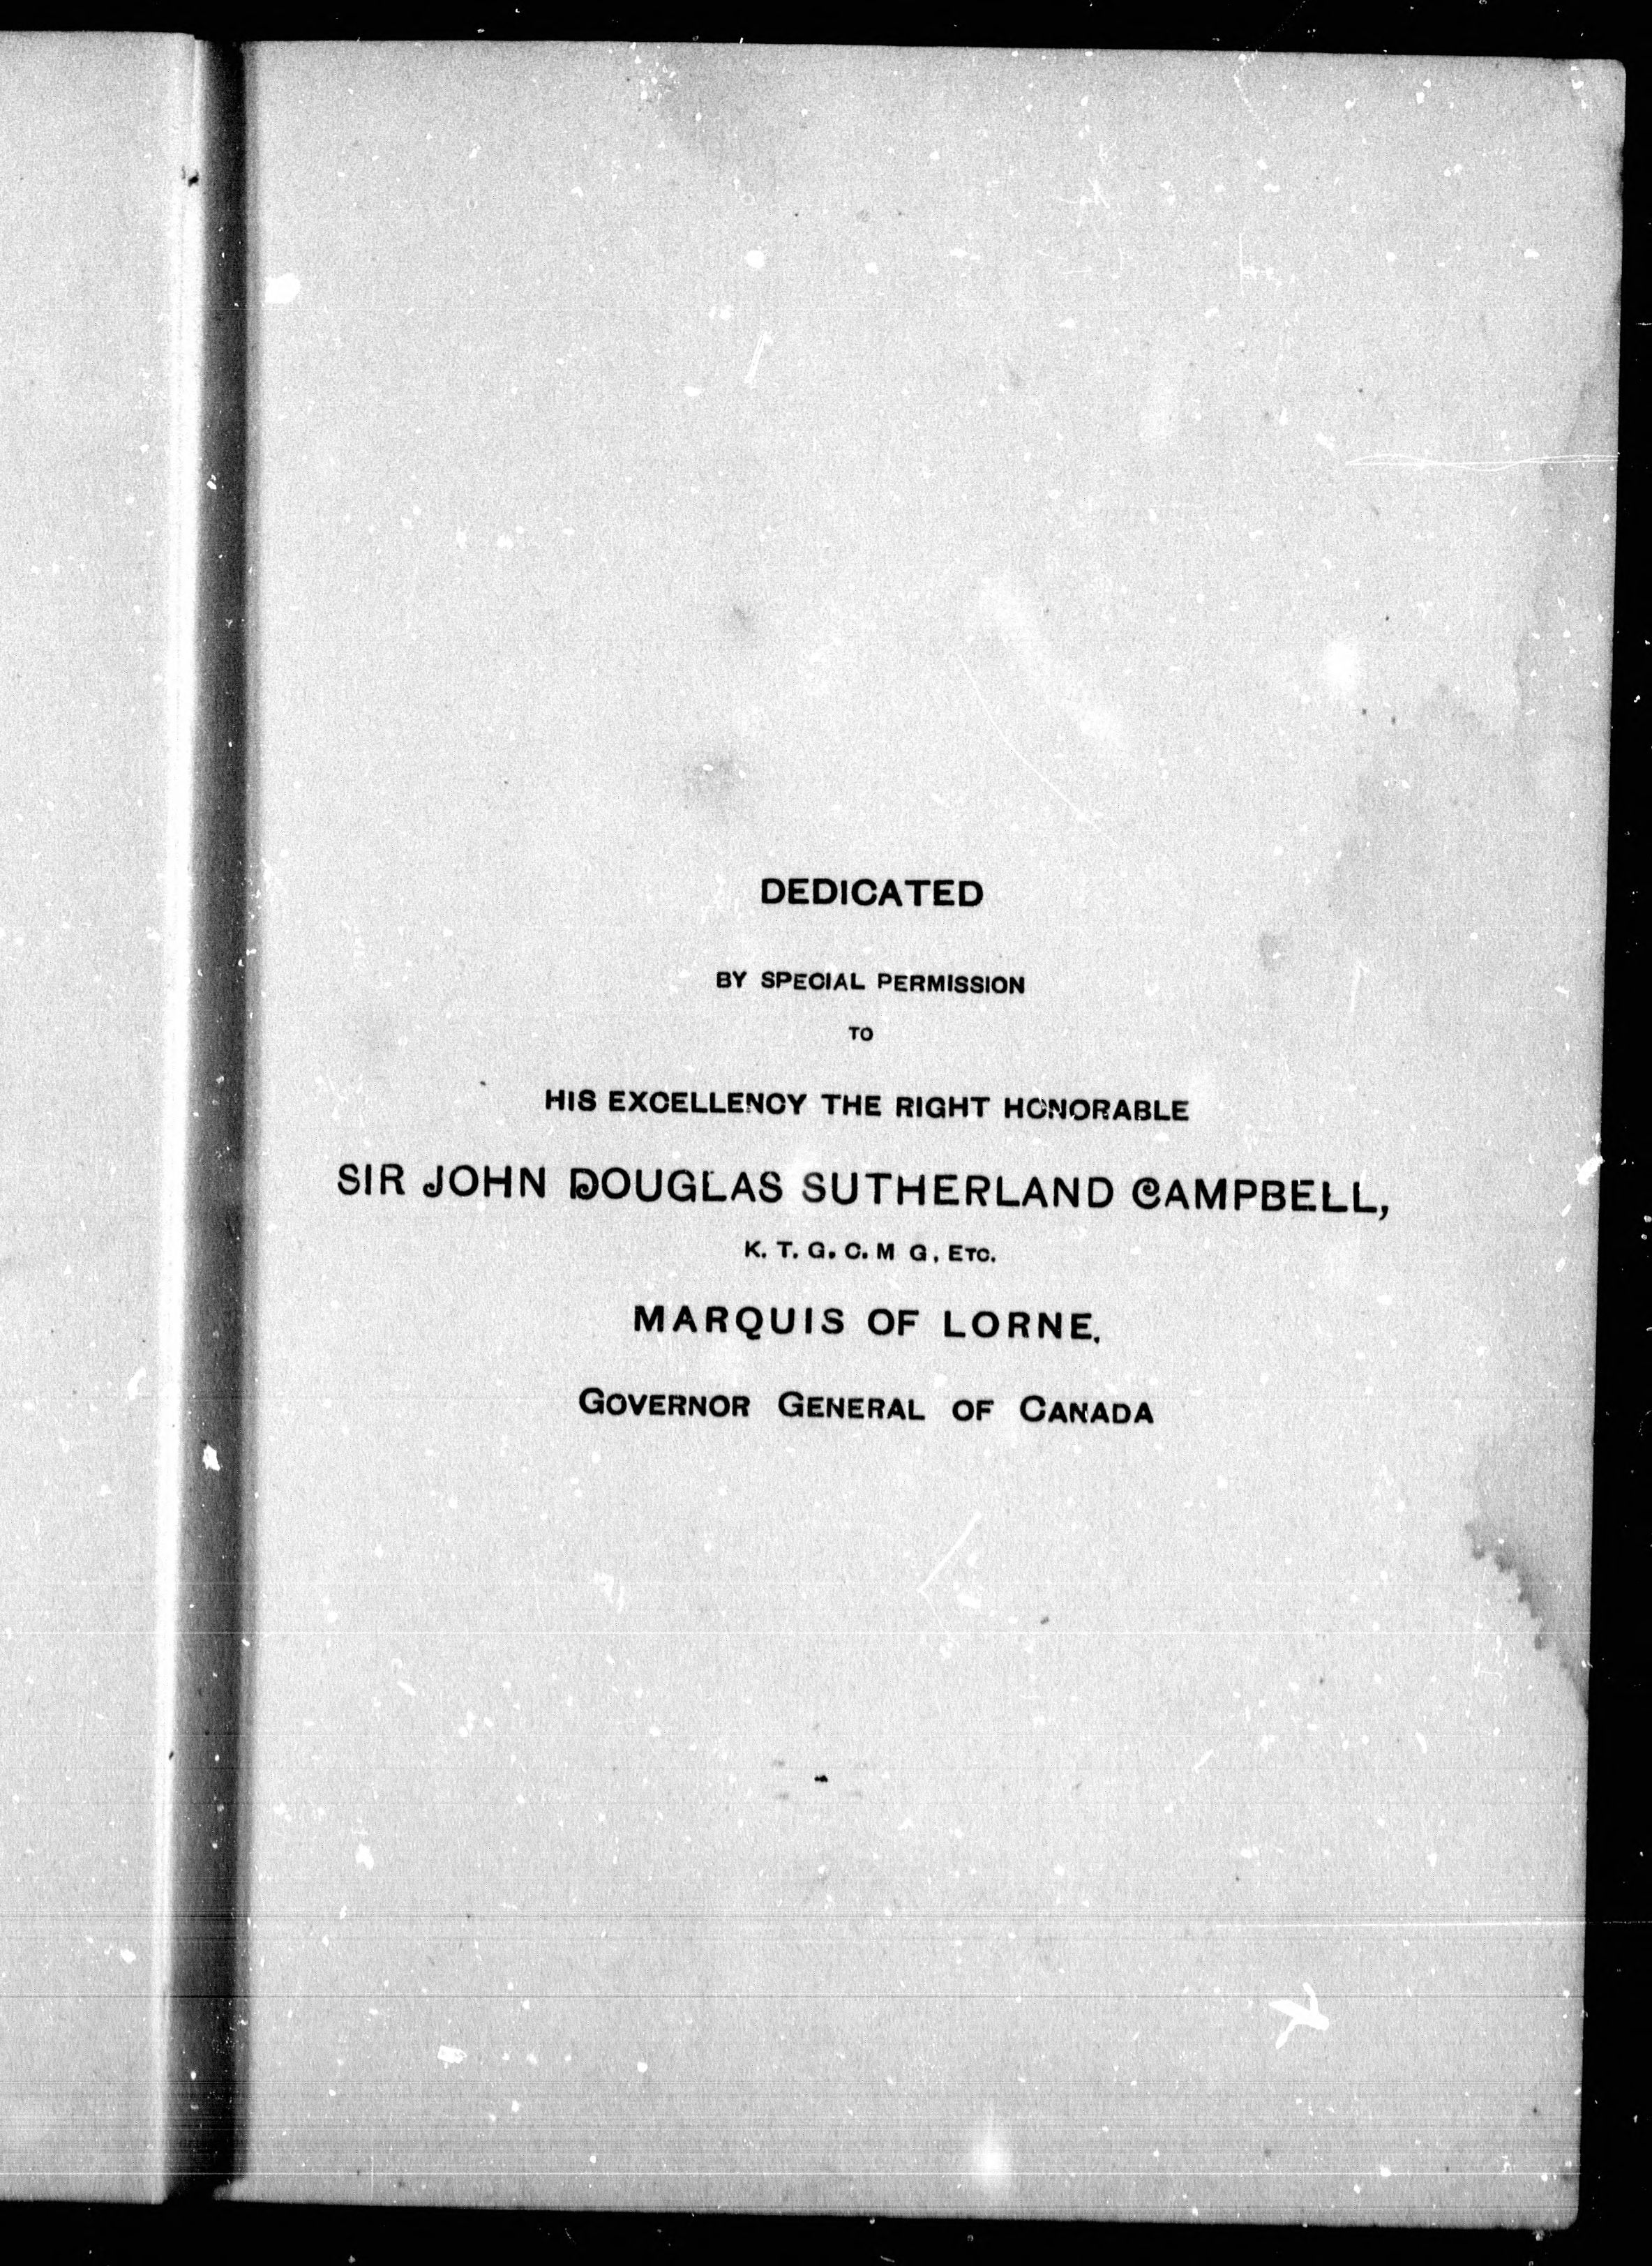 DEDICATED
BY SPECIAL PERMISSION
TO
HIS EXCELLENCY THE RIGHT HONORABLE
SIR JOHN DOUGLAS SUTHERLAND CAMPBELL,
K. T. G. C. M G, ETC.
MARQUIS OF LORNE.
GOVERNOR GENERAL OF CANADA